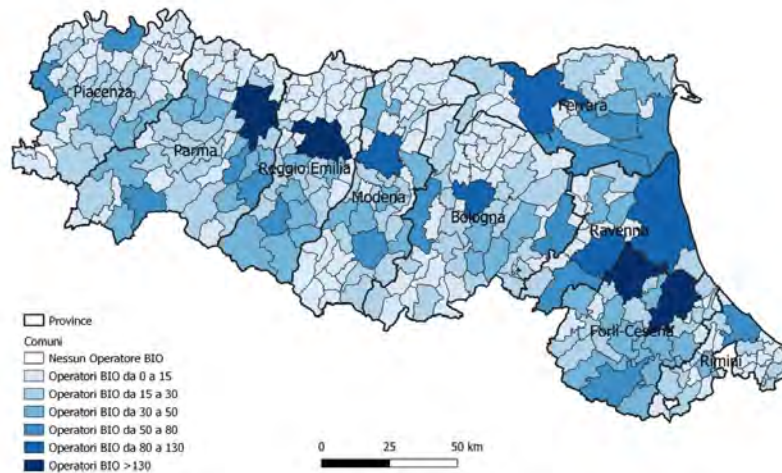 Piacenza
Parma
Reggio Emilia
Modena
Bologna
Ferrara
Ravenna
Forlì-Cesena
Rimini
Province
Comuni
Nessun Operatore BIO
Operatori BIO da 0 a 15
Operatori BIO da 15 a 30
Operatori BIO da 30 a 50
Operatori BIO da 50 a 80
Operatori BIO da 80 a 130
Operatori BIO >130
0 25 50 km